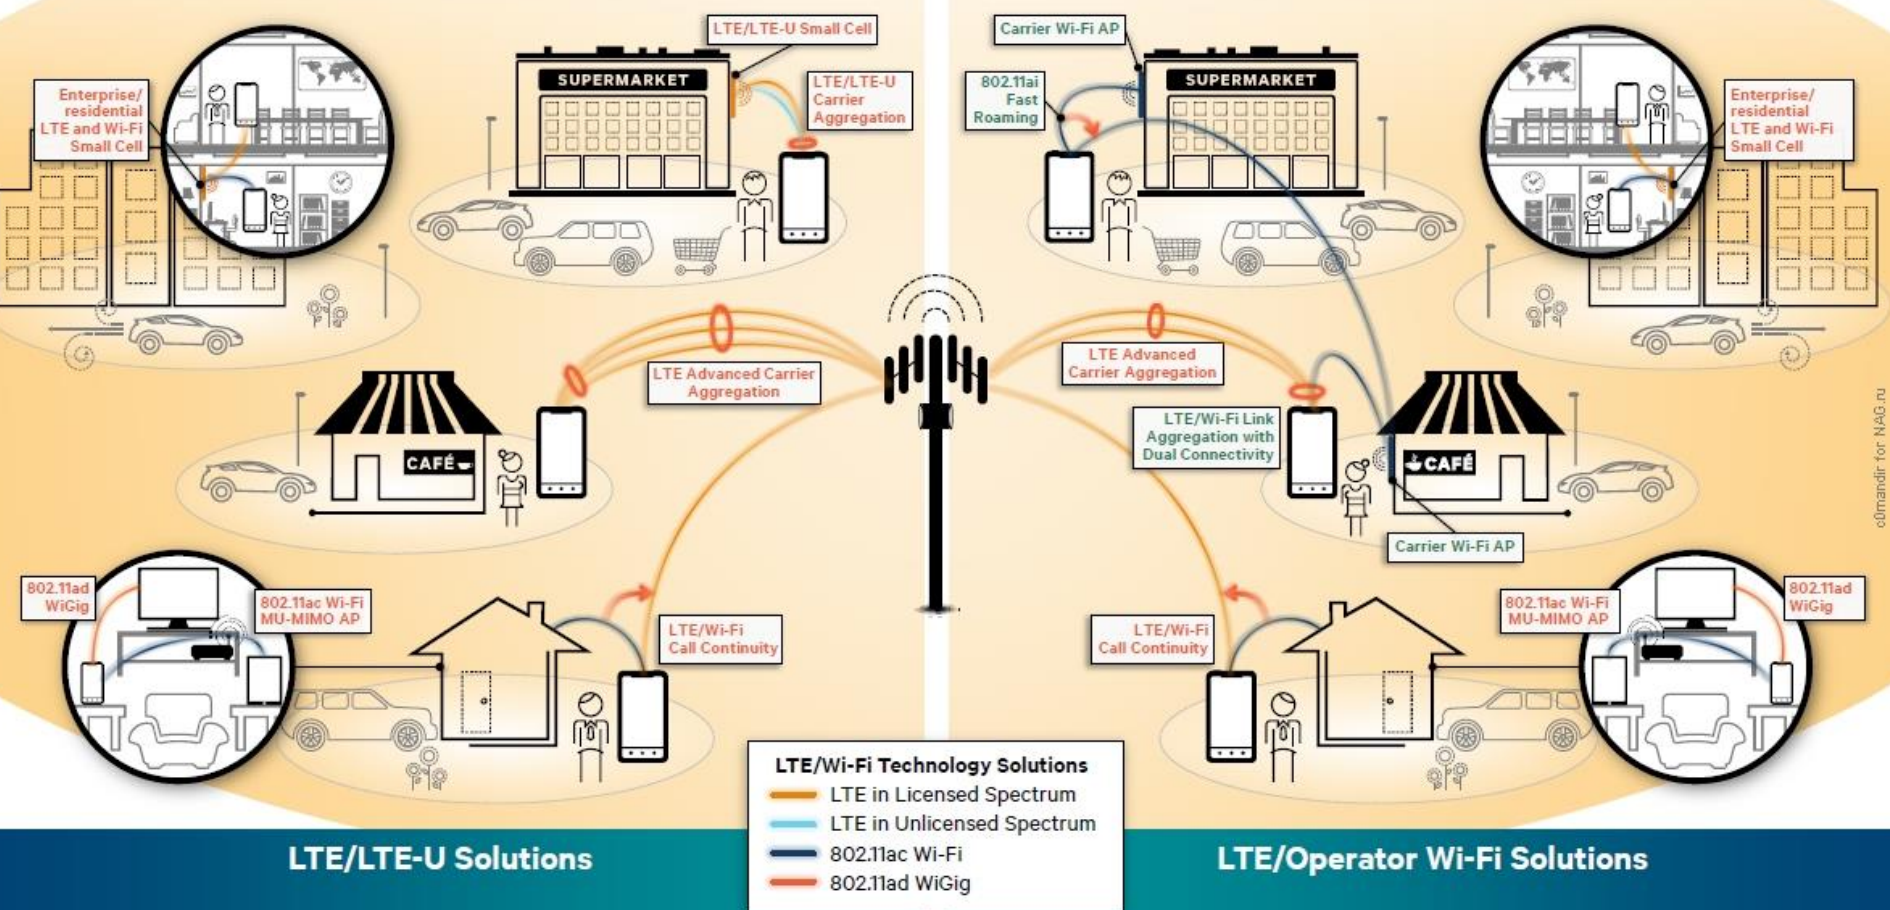 LTE/LTE-U Small Cell
Carrier Wi-Fi AP
Enterprise/
residential
LTE and Wi-Fi
Small Cell
SUPERMARKET
LTE/LTE-U
Carrier
Aggregation
802.11ai
Fast
Roaming
SUPERMARKET
Enterprise/
residential
LTE and Wi-Fi
Small Cell
LTE Advanced Carrier
Aggregation
LTE Advanced
Carrier Aggregation
CAFÉ
LTE/Wi-Fi Link
Aggregation with
Dual Connectivity
CAFÉ
Carrier Wi-Fi AP
c0mandir for NAG.ru
802.11ad
WiGig
802.11ac Wi-Fi
MU-MIMO AP
LTE/Wi-Fi
Call Continuity
LTE/Wi-Fi
Call Continuity
802.11ac Wi-Fi
MU-MIMO AP
802.11ad
WiGig
LTE/Wi-Fi Technology Solutions
LTE in Licensed Spectrum
LTE in Unlicensed Spectrum
802.11ac Wi-Fi
802.11ad WiGig
LTE/LTE-U Solutions
LTE/Operator Wi-Fi Solutions